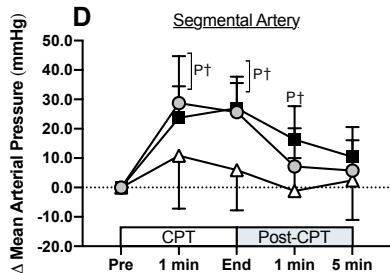 D
Segmental Artery
Δ Mean Arterial Pressure (mmHg)
50.0
40.0
30.0
20.0
10.0
0.0
-10.0
-20.0
P†
P†
P†
CPT
Post-CPT
Pre
1 min
End
1 min
5 min